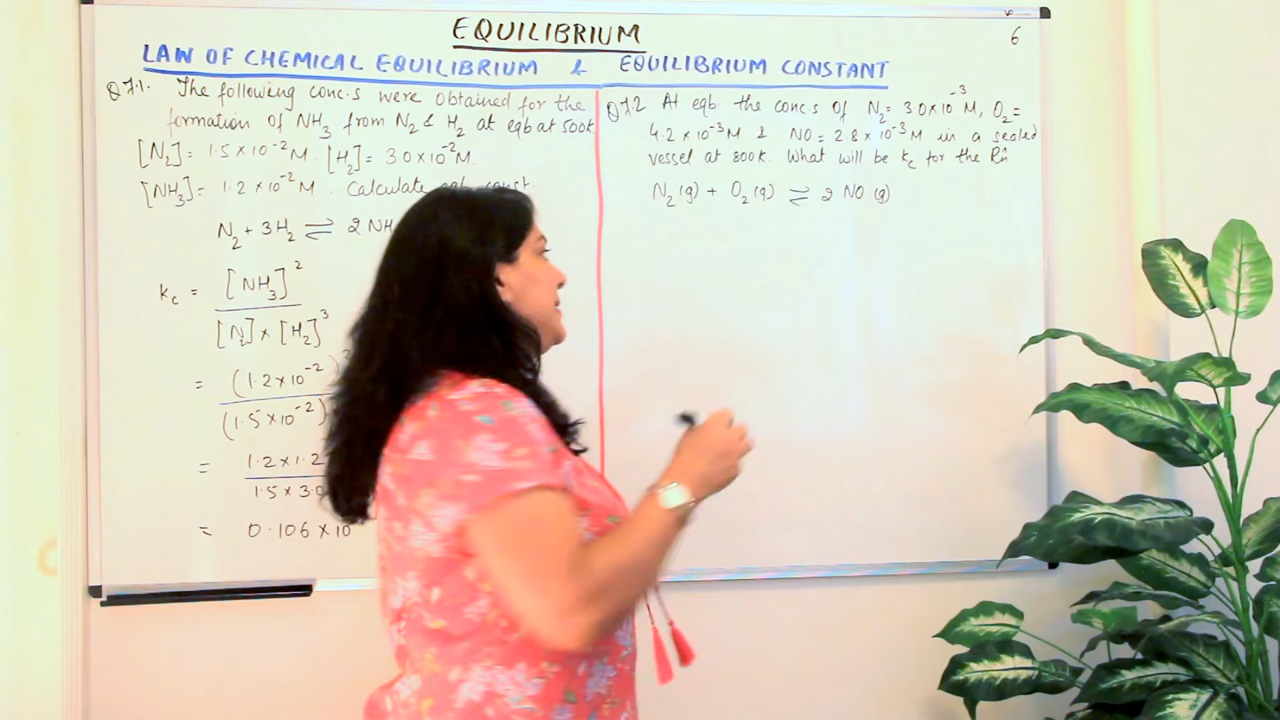 EQUILIBRIUM
6
LAW OF CHEMICAL EQUILIBRIUM & EQUILIBRIUM CONSTANT
Q 7.1. The following conc.s were obtained for the
formation of NH₃ from N₂ & H₂ at eqb at 500K.
[N₂] = 1.5 × 10⁻² M. [H₂] = 3.0 × 10⁻² M.
[NH₃] = 1.2 × 10⁻² M. Calculate eqb. const.
N₂ + 3H₂ ⇌ 2 NH
Kc = [NH₃]²
[N₂] × [H₂]³
= (1.2 × 10⁻²)
(1.5 × 10⁻²)
= 1.2 × 1.2
1.5 × 3.0
= 0.106 × 10
Q 7.2 At eqb. the conc.s of N₂ = 3.0 × 10⁻³ M, O₂ =
4.2 × 10⁻³ M & NO = 2.8 × 10⁻³ M in a sealed
vessel at 800K. What will be Kc for the Rn
N₂(g) + O₂(g) ⇌ 2 NO (g)